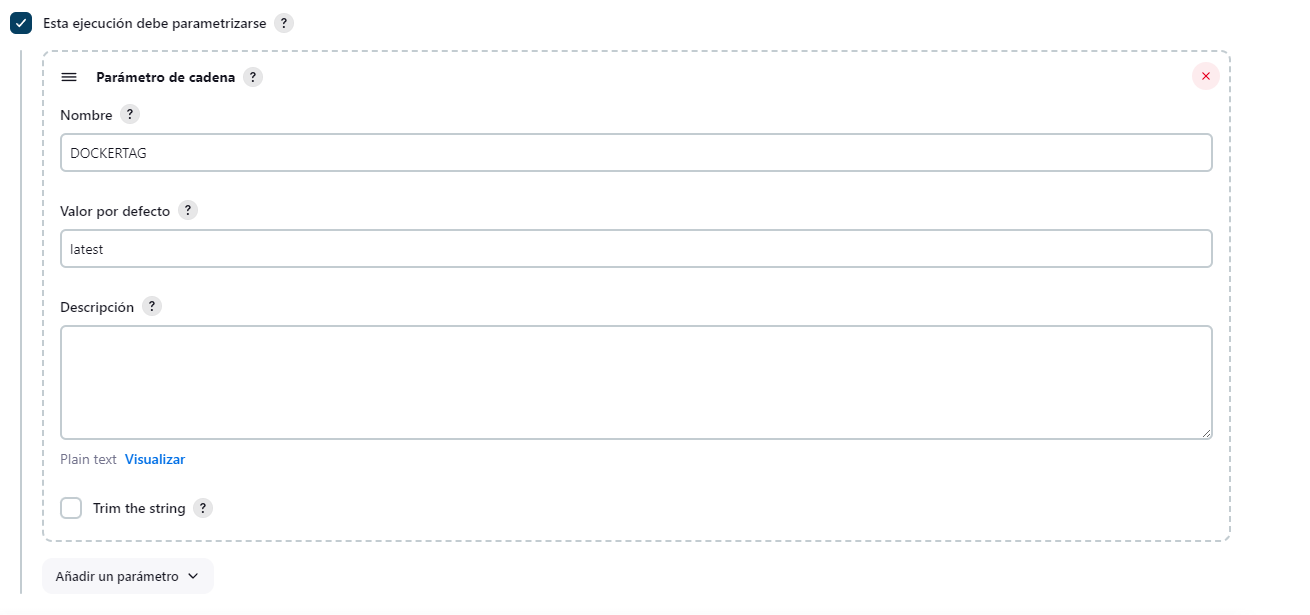 Esta ejecución debe parametrizarse ?
Parámetro de cadena ?
Nombre ?
DOCKERTAG
Valor por defecto ?
latest
Descripción ?
Plain text Visualizar
Trim the string ?
Añadir un parámetro